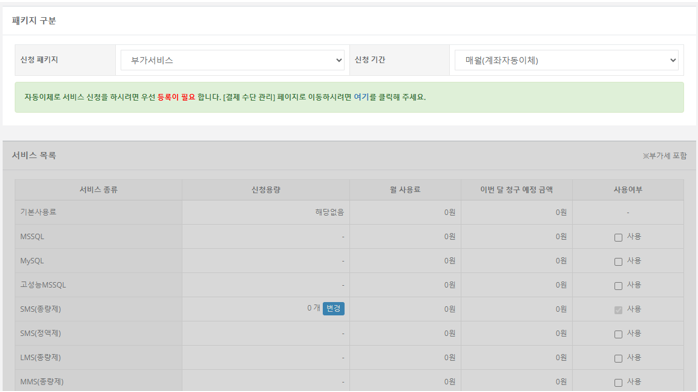 패키지 구분
신청 패키지 부가서비스 신청 기간 매월(계좌자동이체)
자동이체로 서비스 신청을 하시려면 우선 등록이 필요 합니다. [결제 수단 관리] 페이지로 이동하시려면 여기를 클릭해 주세요.
서비스 목록 ※부가세 포함
서비스 종류 신청용량 월 사용료 이번 달 청구 예정 금액 사용여부
기본사용료 해당없음 0원 0원 -
MSSQL - 0원 0원 사용
MySQL - 0원 0원 사용
고성능MSSQL - 0원 0원 사용
SMS(종량제) 0 개 변경 0원 0원 사용
SMS(정액제) - 0원 0원 사용
LMS(종량제) - 0원 0원 사용
MMS(종량제) - 0원 0원 사용